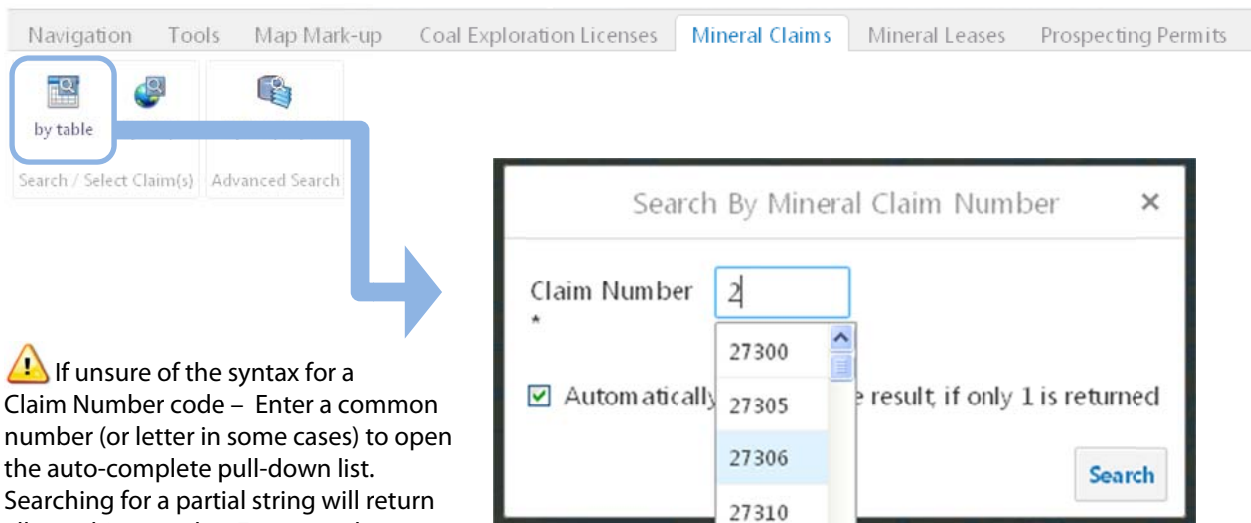 Navigation Tools Map Mark-up Coal Exploration Licenses Mineral Claims Mineral Leases Prospecting Permits
by table
Search / Select Claim(s) Advanced Search
Search By Mineral Claim Number ×
Claim Number 2
*
27300
Automatically e result, if only 1 is returned
27305
27306
Search
27310
If unsure of the syntax for a
Claim Number code – Enter a common
number (or letter in some cases) to open
the auto-complete pull-down list.
Searching for a partial string will return